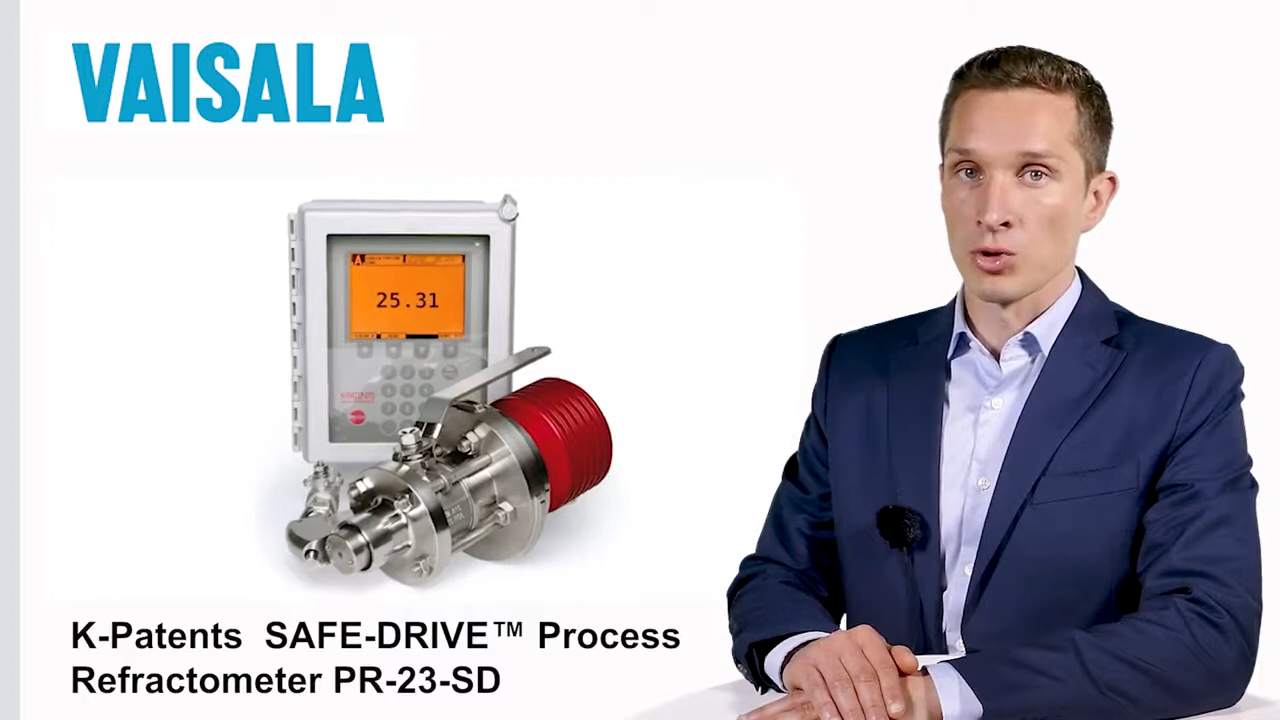 VAISALA
25.31
K-Patents SAFE-DRIVE™ Process
Refractometer PR-23-SD